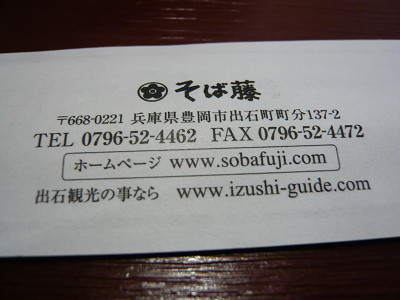 そば藤
〒668-0221 兵庫県豊岡市出石町町分137-2
TEL 0796-52-4462 FAX 0796-52-4472
ホームページ www.sobafuji.com
出石観光の事なら www.izushi-guide.com